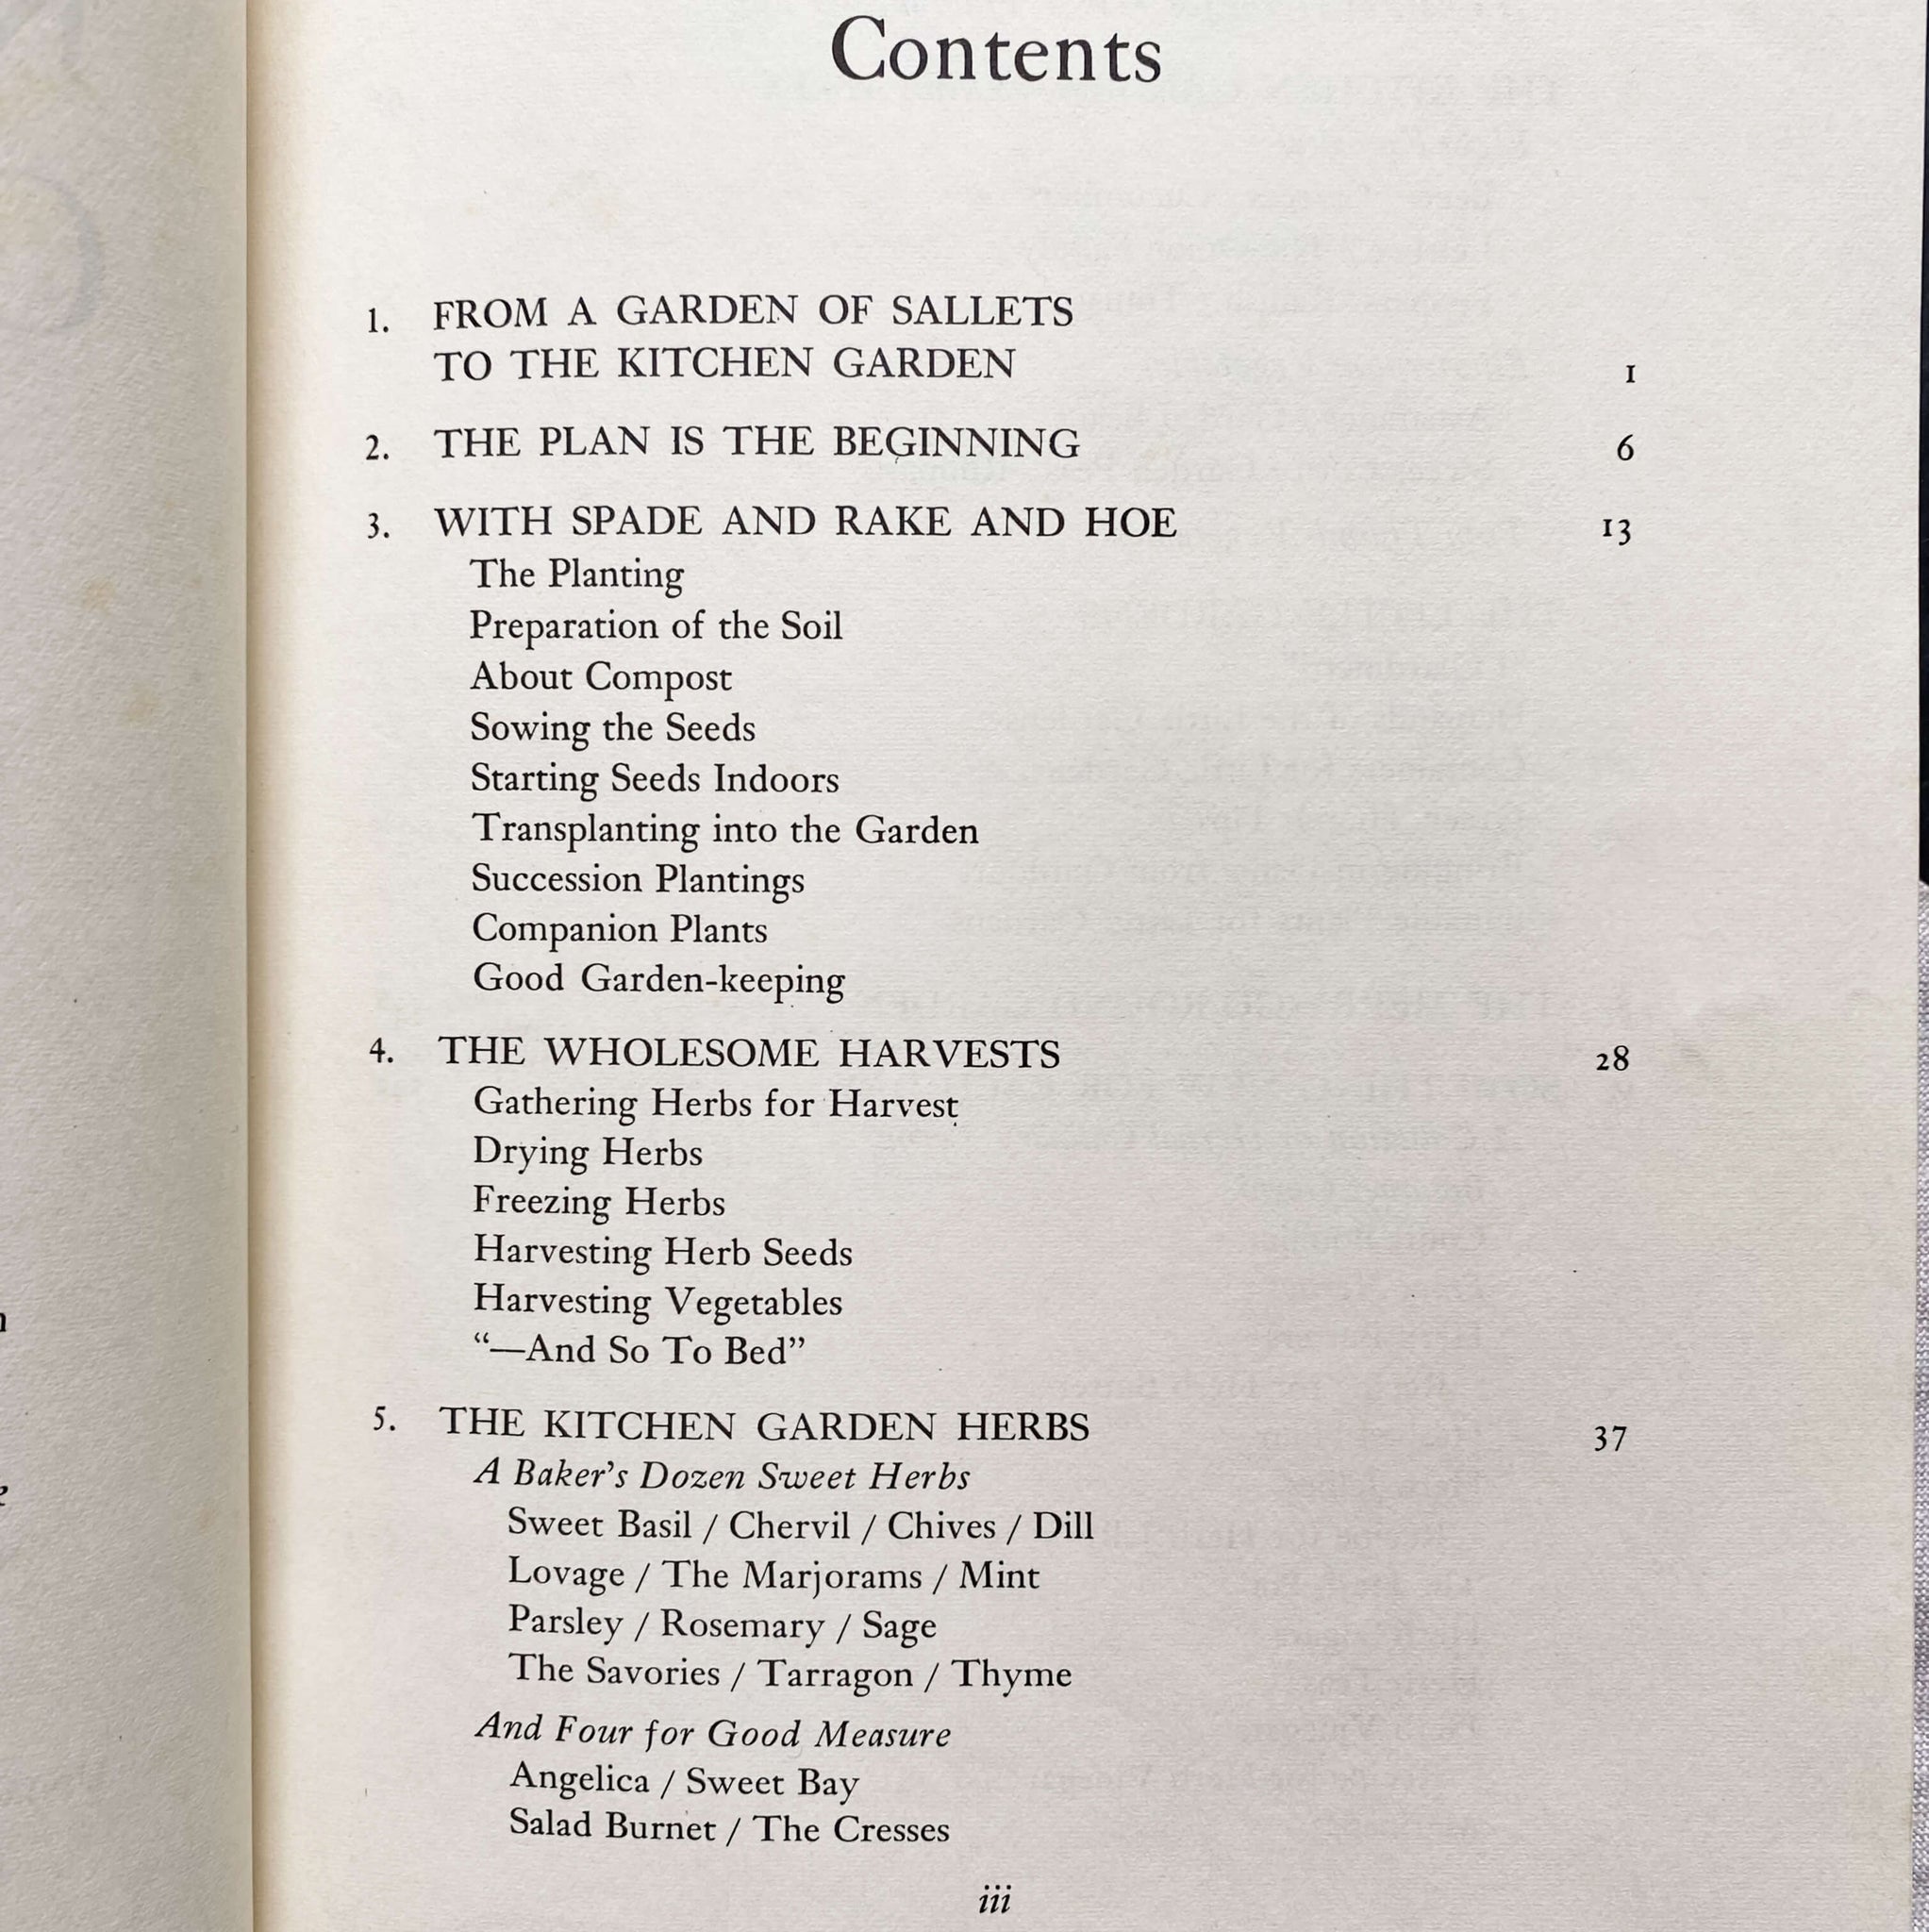 Contents
1. FROM A GARDEN OF SALLETS
TO THE KITCHEN GARDEN 1
2. THE PLAN IS THE BEGINNING 6
3. WITH SPADE AND RAKE AND HOE 13
The Planting
Preparation of the Soil
About Compost
Sowing the Seeds
Starting Seeds Indoors
Transplanting into the Garden
Succession Plantings
Companion Plants
Good Garden-keeping
4. THE WHOLESOME HARVESTS 28
Gathering Herbs for Harvest
Drying Herbs
Freezing Herbs
Harvesting Herb Seeds
Harvesting Vegetables
“—And So To Bed”
5. THE KITCHEN GARDEN HERBS 37
A Baker’s Dozen Sweet Herbs
Sweet Basil / Chervil / Chives / Dill
Lovage / The Marjorams / Mint
Parsley / Rosemary / Sage
The Savories / Tarragon / Thyme
And Four for Good Measure
Angelica / Sweet Bay
Salad Burnet / The Cresses
iii